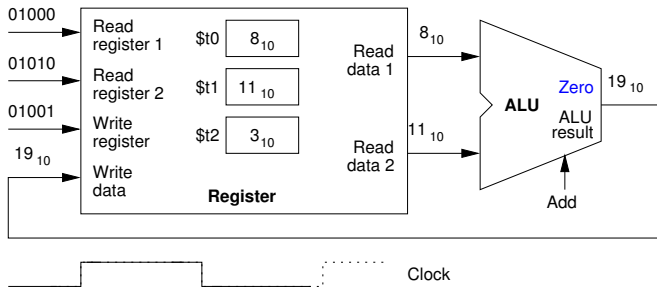 01000
Read
register 1
01010
Read
register 2
01001
Write
register
19 10
Write
data
$t0
8 10
$t1
11 10
$t2
3 10
Register
Read
data 1
Read
data 2
8 10
11 10
ALU
Zero
ALU
result
19 10
Add
Clock